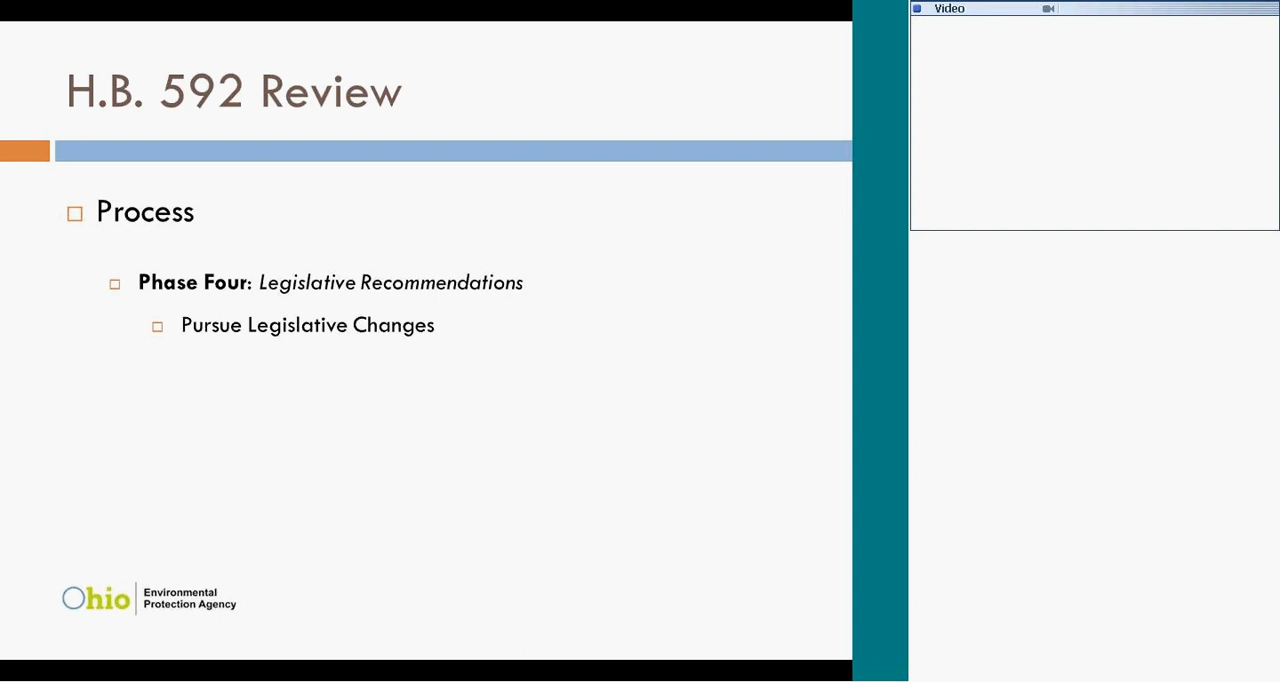 H.B. 592 Review
Process
Phase Four: Legislative Recommendations
Pursue Legislative Changes
Ohio
Environmental
Protection Agency
Video